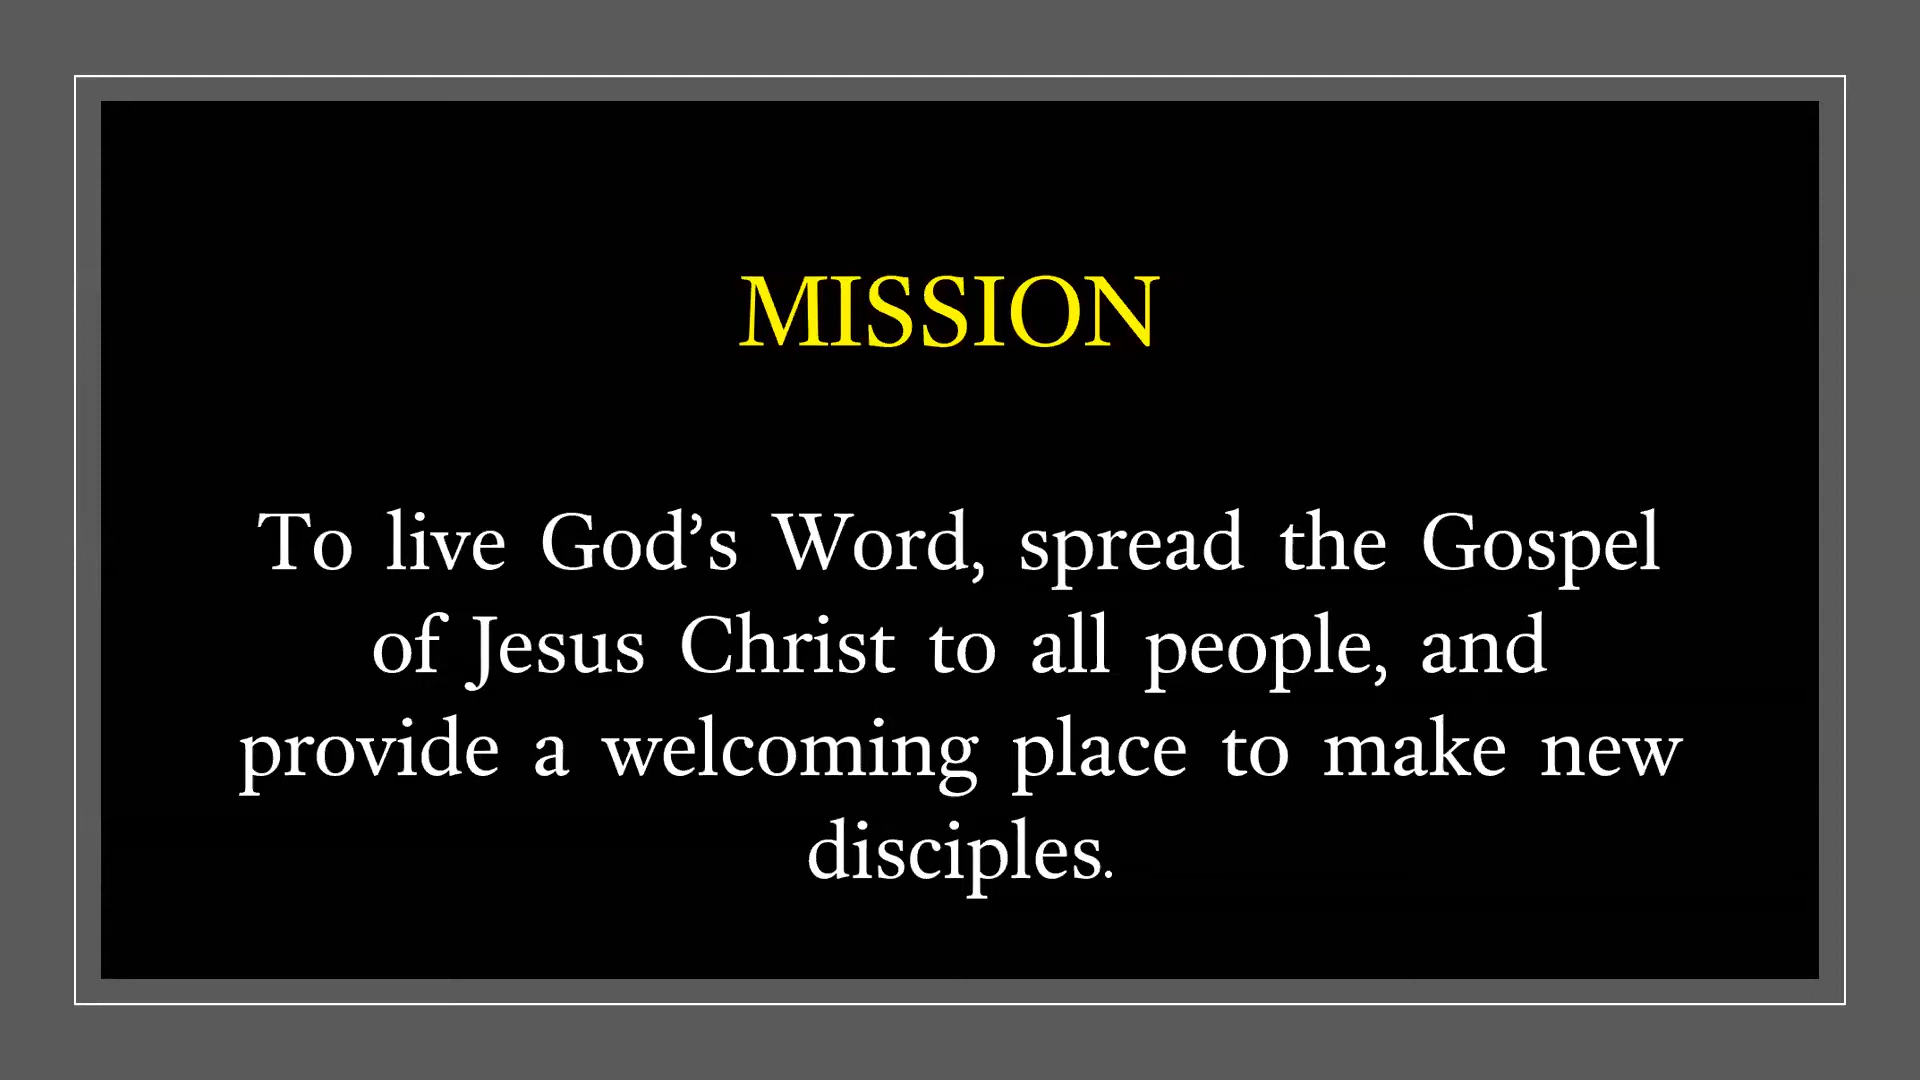 MISSION
To live God’s Word, spread the Gospel
of Jesus Christ to all people, and
provide a welcoming place to make new
disciples.